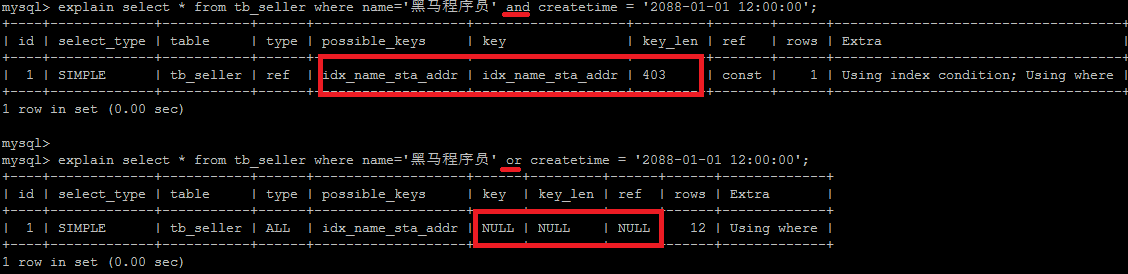 mysql> explain select * from tb_seller where name='黑马程序员' and createtime = '2088-01-01 12:00:00';
+----+-------------+-----------+------+------------------+------------------+---------+-------+------+------------------------------------+
| id | select_type | table     | type | possible_keys    | key              | key_len | ref   | rows | Extra                              |
+----+-------------+-----------+------+------------------+------------------+---------+-------+------+------------------------------------+
|  1 | SIMPLE      | tb_seller | ref  | idx_name_sta_addr | idx_name_sta_addr | 403     | const |    1 | Using index condition; Using where |
+----+-------------+-----------+------+------------------+------------------+---------+-------+------+------------------------------------+
1 row in set (0.00 sec)
mysql>
mysql> explain select * from tb_seller where name='黑马程序员' or createtime = '2088-01-01 12:00:00';
+----+-------------+-----------+------+-------------------+------+---------+------+------+-------------+
| id | select_type | table     | type | possible_keys     | key  | key_len | ref  | rows | Extra       |
+----+-------------+-----------+------+-------------------+------+---------+------+------+-------------+
|  1 | SIMPLE      | tb_seller | ALL  | idx_name_sta_addr | NULL | NULL    | NULL |   12 | Using where |
+----+-------------+-----------+------+-------------------+------+---------+------+------+-------------+
1 row in set (0.00 sec)